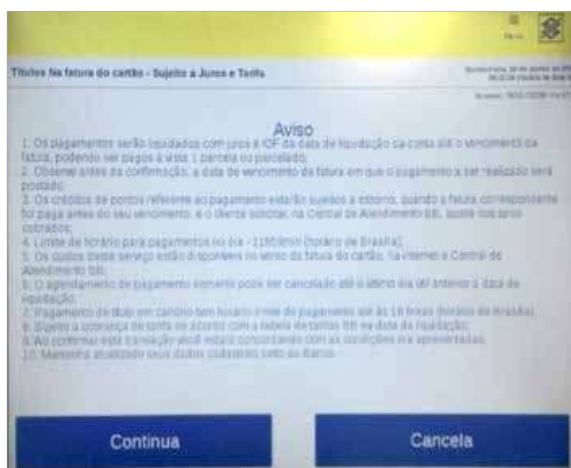 Títulos Na fatura do cartão - Sujeito a Juros e Tarifa
Aviso
1. Os pagamentos serão liquidados com juros e IOF da data de liquidação da conta até o vencimento da
fatura, podendo ser pagos à vista 1 parcela ou parcelado;
2. Observe antes da confirmação, a data de vencimento da fatura em que o pagamento a ser realizado será
postado;
3. Os créditos de pontos referente ao pagamento estarão sujeitos a estorno, quando a fatura correspondente
for paga antes do seu vencimento, e o cliente solicitar, na Central de Atendimento BB, ajuste nos juros
cobrados;
4. Limite de horário para pagamentos no dia - (horário de Brasília)
5. Os custos deste serviço estão disponíveis no verso da fatura do cartão, na internet e Central de
Atendimento BB;
6. O agendamento de pagamento somente pode ser cancelado até o último dia útil anterior a data da
liquidação;
7. Pagamento de título em cartório tem horário limite de pagamento até às 16 horas (horário de Brasília)
8. Sujeito a cobrança de tarifa de acordo com a tabela de tarifas BB na data da liquidação;
9. Ao confirmar esta transação você estará concordando com as condições ora apresentadas;
10. Mantenha atualizado seus dados cadastrais junto ao Banco.
Continua
Cancela